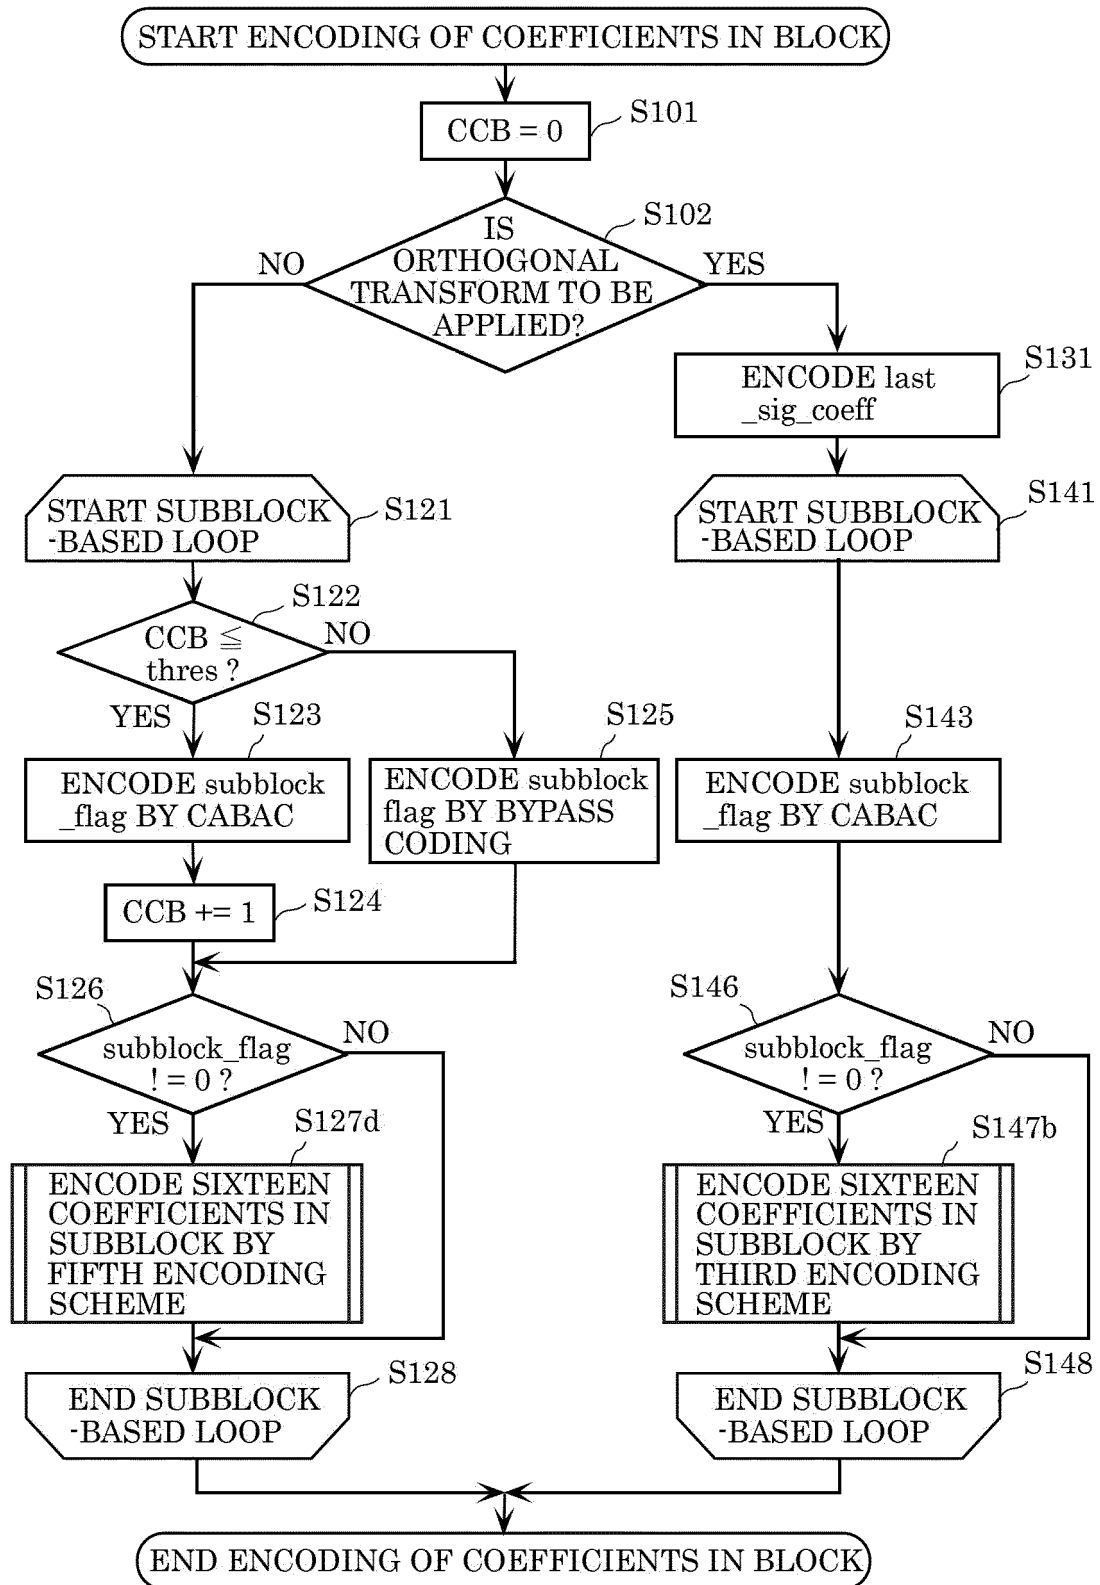 START ENCODING OF COEFFICIENTS IN BLOCK
CCB = 0
S101
IS
ORTHOGONAL
TRANSFORM TO BE
APPLIED?
S102
NO
YES
ENCODE last
_sig_coeff
S131
START SUBBLOCK
-BASED LOOP
S121
START SUBBLOCK
-BASED LOOP
S141
CCB ≦
thres ?
S122
NO
YES
S123
ENCODE subblock
_flag BY CABAC
S125
ENCODE subblock
flag BY BYPASS
CODING
S143
ENCODE subblock
_flag BY CABAC
CCB += 1
S124
S126
subblock_flag
! = 0 ?
NO
YES
S146
subblock_flag
! = 0 ?
NO
YES
S127d
ENCODE SIXTEEN
COEFFICIENTS IN
SUBBLOCK BY
FIFTH ENCODING
SCHEME
S147b
ENCODE SIXTEEN
COEFFICIENTS IN
SUBBLOCK BY
THIRD ENCODING
SCHEME
END SUBBLOCK
-BASED LOOP
S128
END SUBBLOCK
-BASED LOOP
S148
END ENCODING OF COEFFICIENTS IN BLOCK